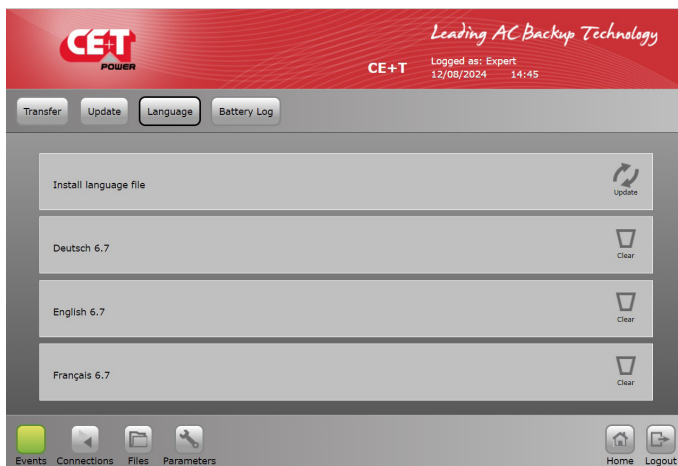 CE+T
POWER
Leading AC Backup Technology
CE+T
Logged as: Expert
12/08/2024 14:45
Transfer Update Language Battery Log
Install language file
Update
Deutsch 6.7
Clear
English 6.7
Clear
Français 6.7
Clear
Events Connections Files Parameters Home Logout